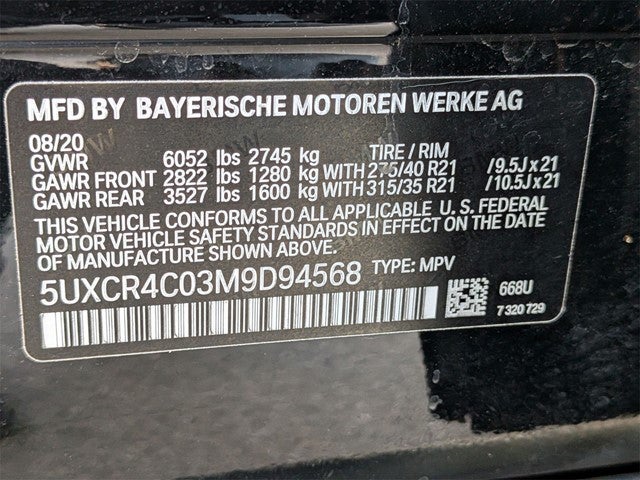 MFD BY BAYERISCHE MOTOREN WERKE AG
08/20 TIRE / RIM
GVWR 6052 lbs 2745 kg
GAWR FRONT 2822 lbs 1280 kg WITH 275/40 R21 /9.5Jx21
GAWR REAR 3527 lbs 1600 kg WITH 315/35 R21 /10.5Jx21
THIS VEHICLE CONFORMS TO ALL APPLICABLE U.S. FEDERAL
MOTOR VEHICLE SAFETY STANDARDS IN EFFECT ON THE DATE
OF MANUFACTURE SHOWN ABOVE.
5UXCR4C03M9D94568 TYPE: MPV
668U
7 320 729